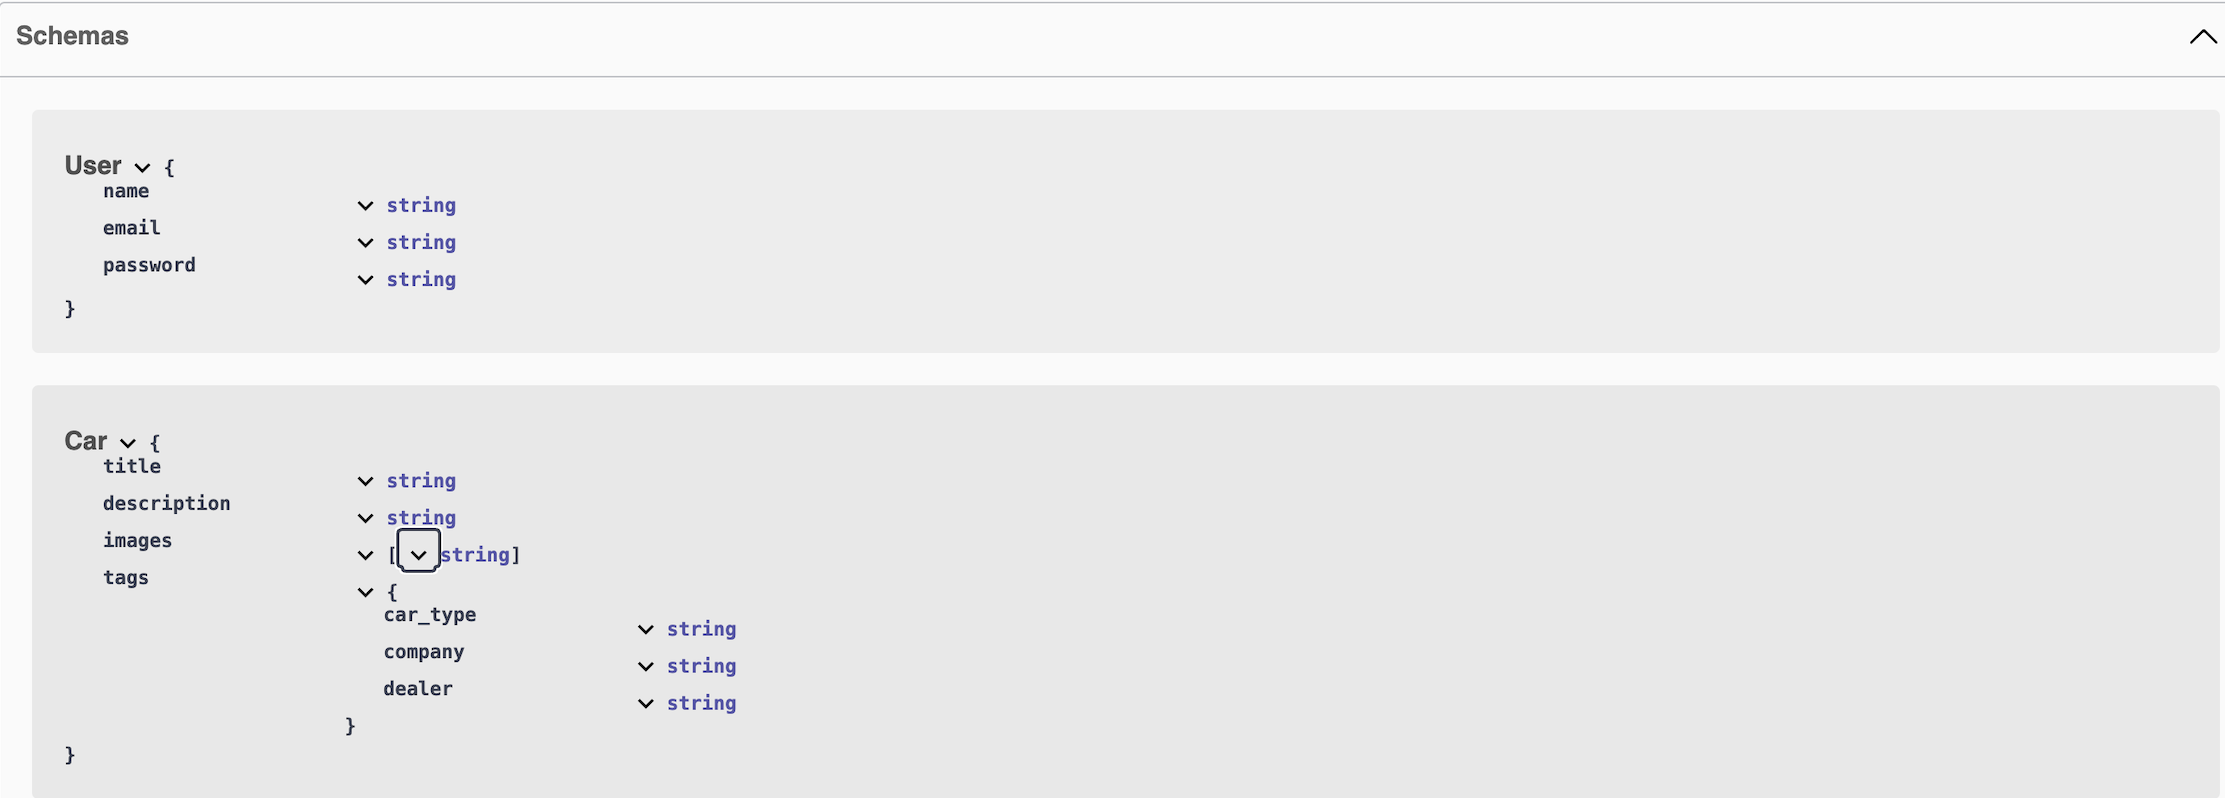 Schemas
User {
name string
email string
password string
}
Car {
title string
description string
images [string]
tags {
car_type string
company string
dealer string
}
}